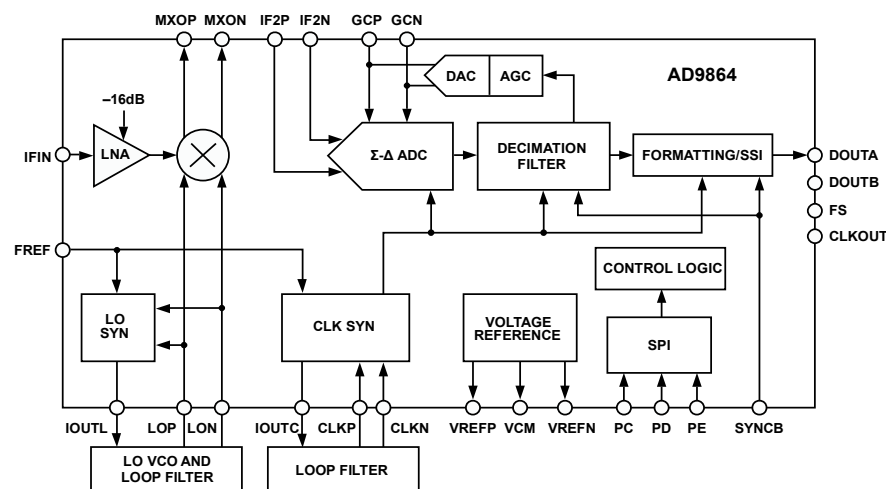 MXOP MXON IF2P IF2N GCP GCN
AD9864
DAC AGC
–16dB
LNA
Σ-Δ ADC
DECIMATION
FILTER
FORMATTING/SSI
IFIN
DOUTA
DOUTB
FS
CLKOUT
FREF
CONTROL LOGIC
LO
SYN
CLK SYN
VOLTAGE
REFERENCE
SPI
IOUTL LOP LON IOUTC CLKP CLKN VREFP VCM VREFN PC PD PE SYNCB
LO VCO AND
LOOP FILTER
LOOP FILTER